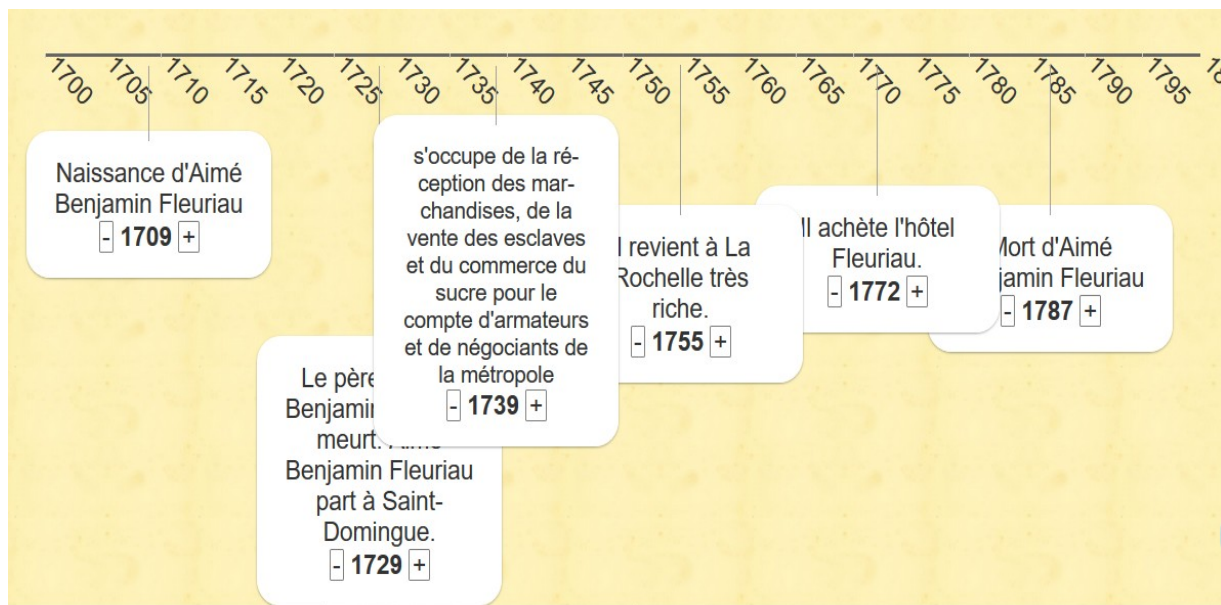 1700 1705 1710 1715 1720 1725 1730 1735 1740 1745 1750 1755 1760 1765 1770 1775 1780 1785 1790 1795
Naissance d'Aimé
Benjamin Fleuriau
- 1709 +
Le père
Benjamin
meurt.
Benjamin Fleuriau
part à Saint-
Domingue.
- 1729 +
s'occupe de la ré-
ception des mar-
chandises, de la
vente des esclaves
et du commerce du
sucre pour le
compte d'armateurs
et de négociants de
la métropole
- 1739 +
revient à La
Rochelle très
riche.
- 1755 +
Il achète l'hôtel
Fleuriau.
- 1772 +
Mort d'Aimé
jamin Fleuriau
- 1787 +